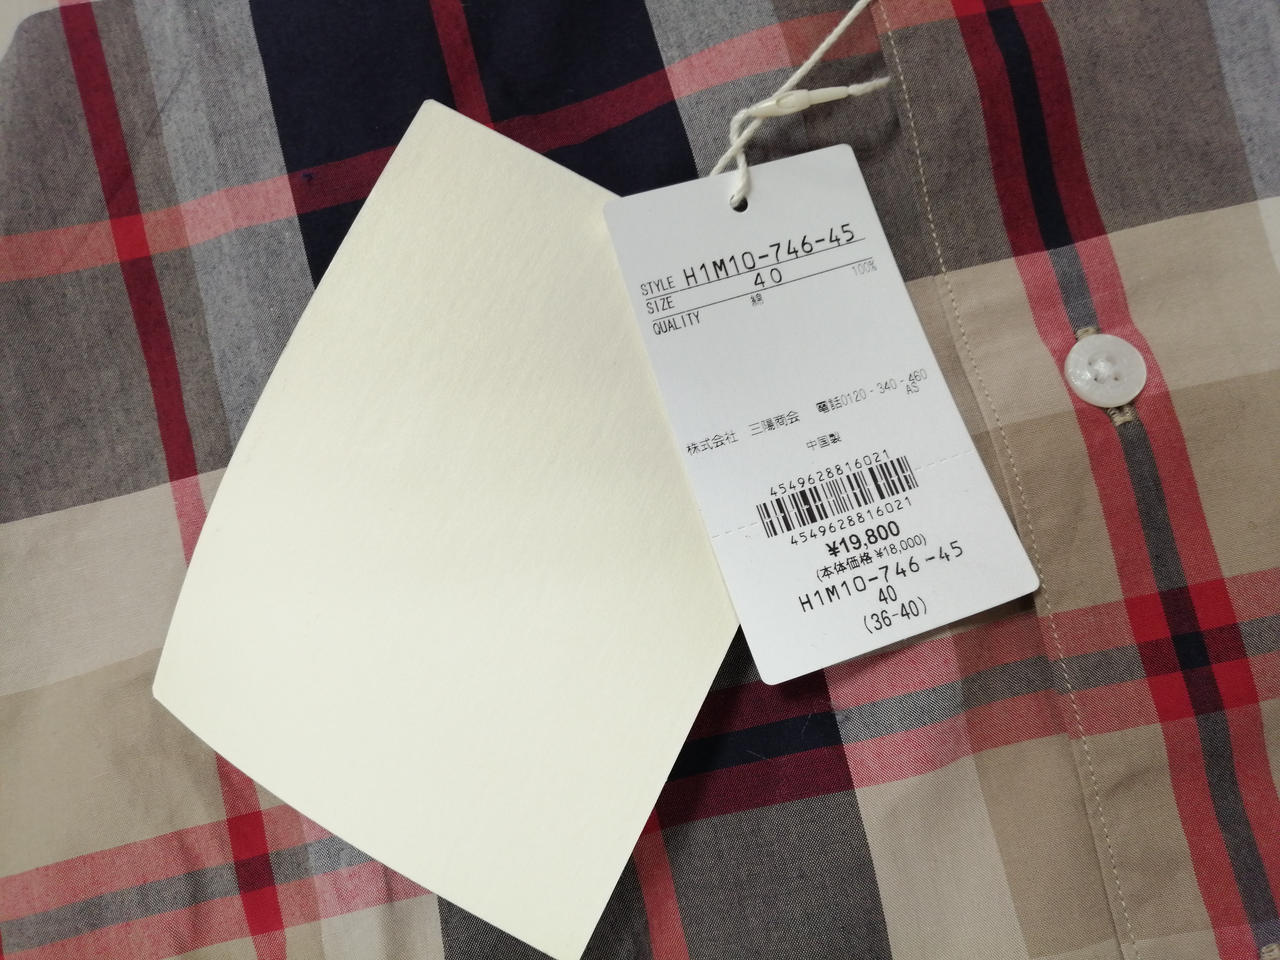 STYLE H1M10-746-45
SIZE 40
QUALITY 綿 100%
株式会社 三陽商会 電話0120-340-460
AS
中国製
4549628816021
4549628816021
¥19,800
(本体価格 ¥18,000)
H1M10-746-45
40
(36-40)